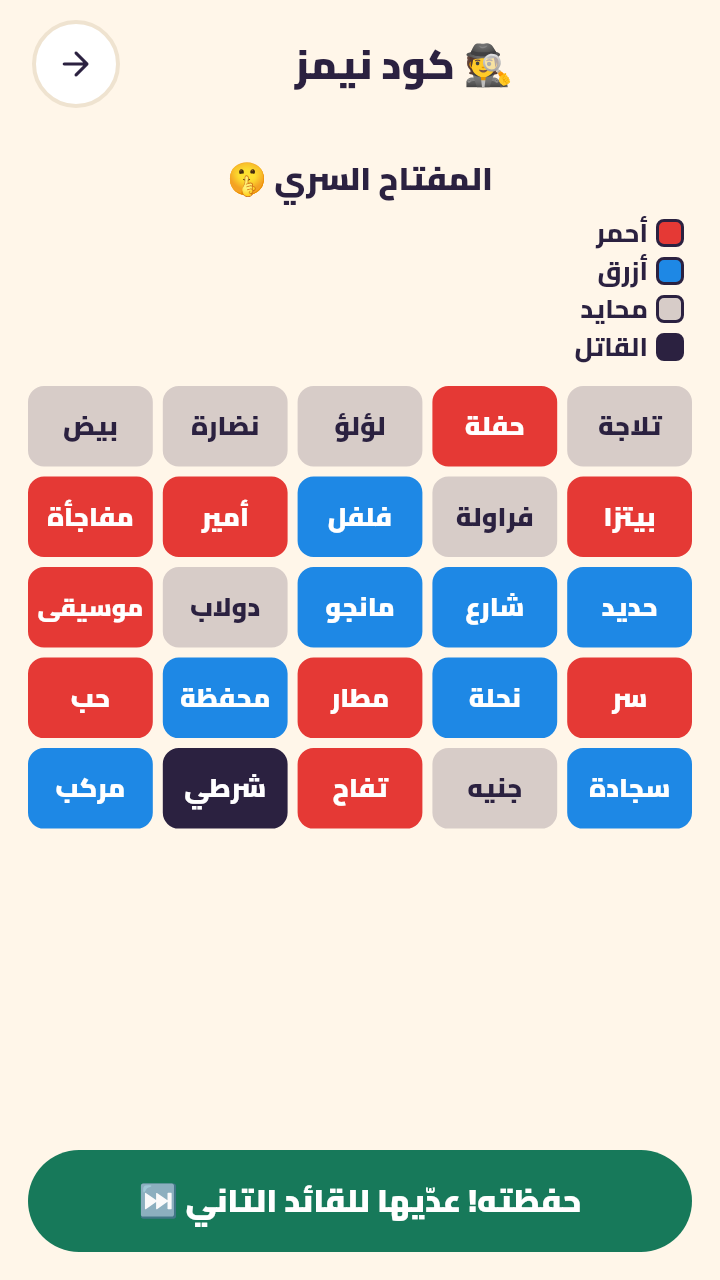 🕵️ كود نيمز
المفتاح السري 🤫
أحمر
أزرق
محايد
القاتل
تلاجة حفلة لؤلؤ نضارة بيض
بيتزا فراولة فلفل أمير مفاجأة
حديد شارع مانجو دولاب موسيقى
سر نحلة مطار محفظة حب
سجادة جنيه تفاح شرطي مركب
حفظته! عدّيها للقائد التاني ⏭️